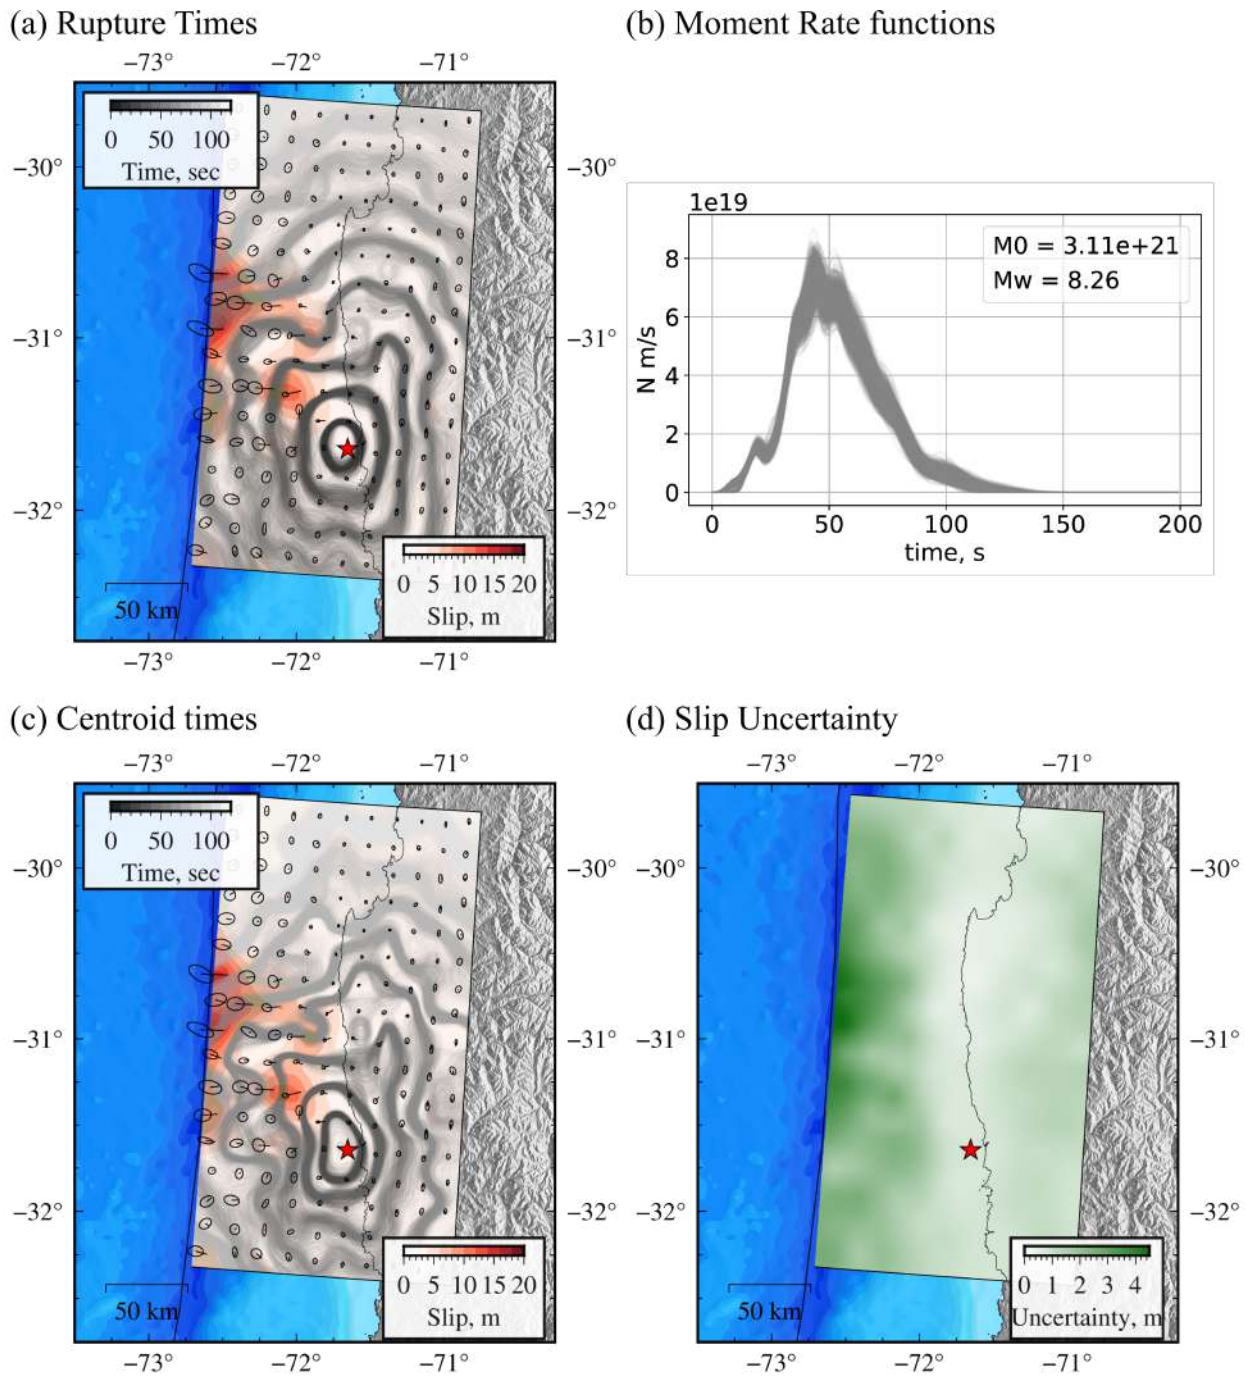 (a) Rupture Times
(b) Moment Rate functions
−73° −72° −71°
0 50 100
Time, sec
−30° −30°
−31° −31°
−32° −32°
0 5 10 15 20
Slip, m
50 km
−73° −72° −71°
1e19
M0 = 3.11e+21
Mw = 8.26
8
6
4
2
0
N m/s
0 50 100 150 200
time, s
(c) Centroid times
(d) Slip Uncertainty
−73° −72° −71°
0 50 100
Time, sec
−30° −30°
−31° −31°
−32° −32°
0 5 10 15 20
Slip, m
50 km
−73° −72° −71°
−73° −72° −71°
−30°
−31°
−32°
0 1 2 3 4
Uncertainty, m
50 km
−73° −72° −71°